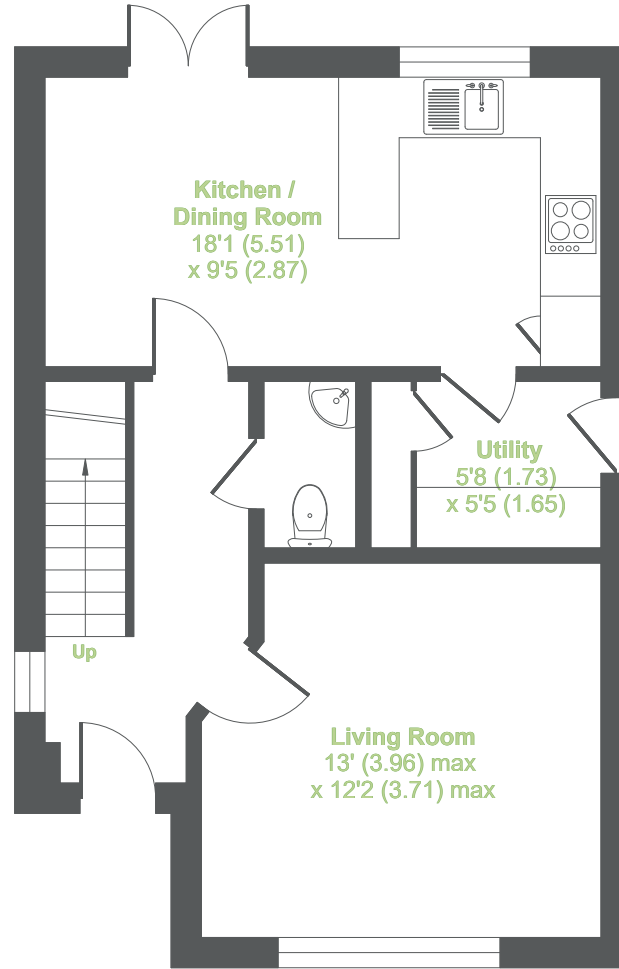 Kitchen /
Dining Room
18'1 (5.51)
x 9'5 (2.87)
Utility
5'8 (1.73)
x 5'5 (1.65)
Up
Living Room
13' (3.96) max
x 12'2 (3.71) max